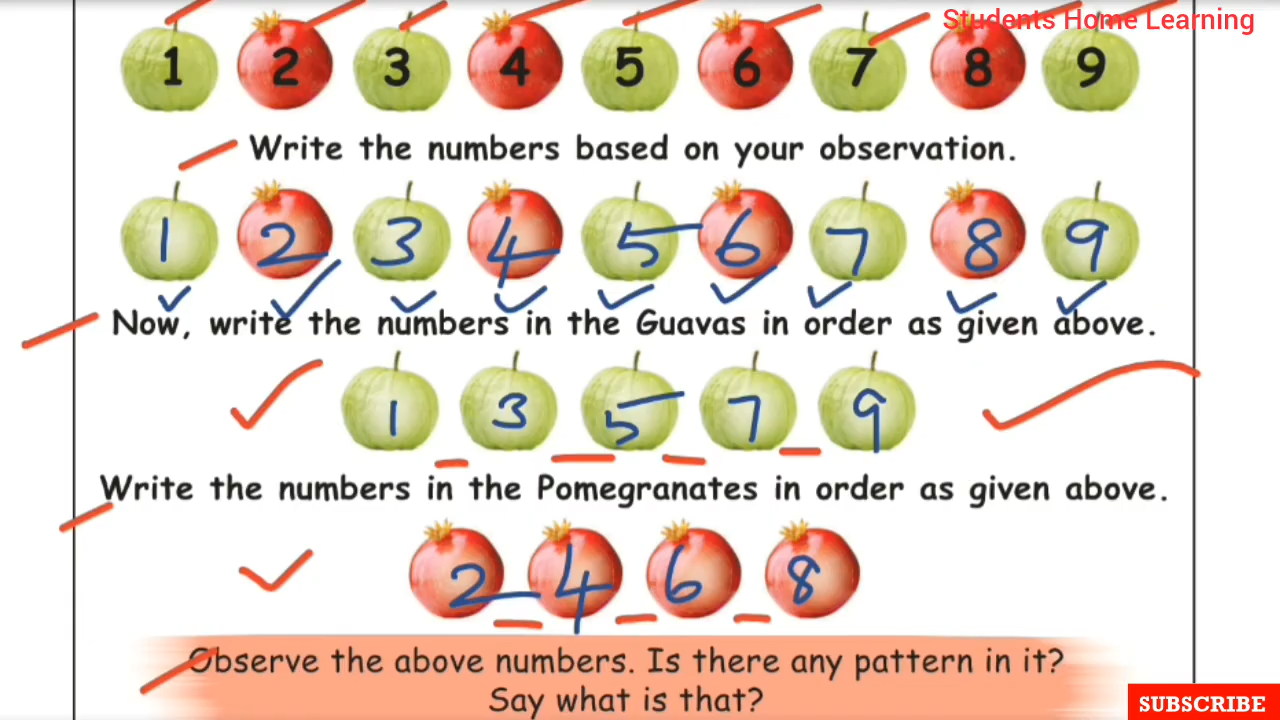 Students Home Learning
1 2 3 4 5 6 7 8 9
Write the numbers based on your observation.
1 2 3 4 5 6 7 8 9
Now, write the numbers in the Guavas in order as given above.
1 3 5 7 9
Write the numbers in the Pomegranates in order as given above.
2 4 6 8
Observe the above numbers. Is there any pattern in it?
Say what is that?
SUBSCRIBE